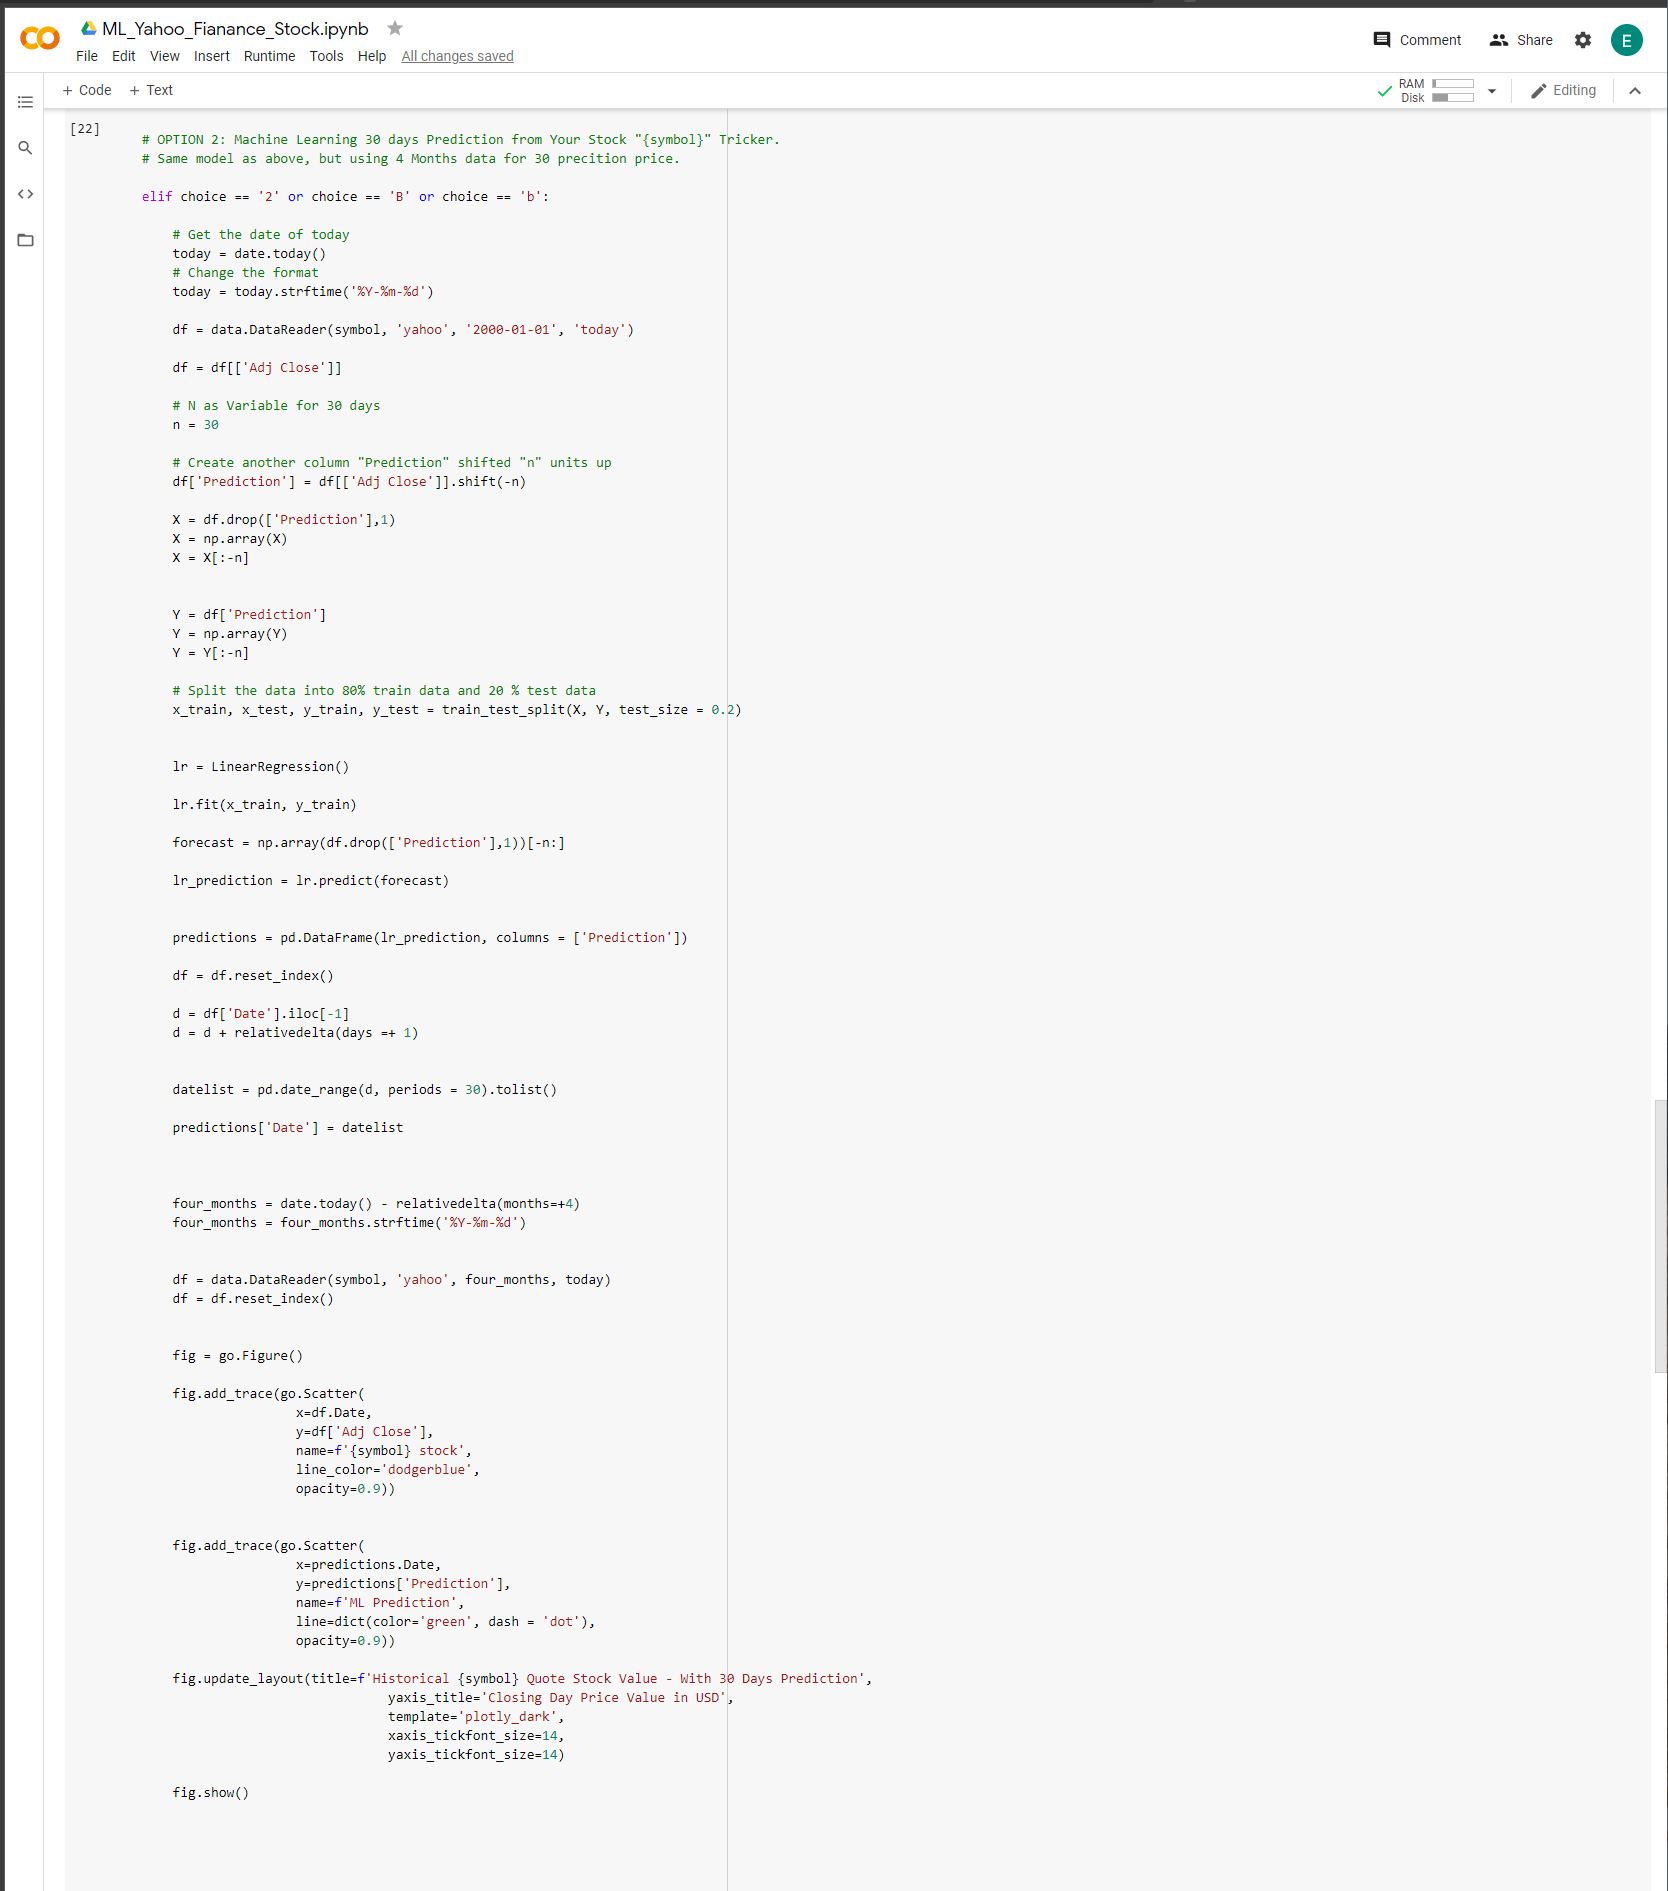 ML_Yahoo_Fianance_Stock.ipynb
Comment Share E
File Edit View Insert Runtime Tools Help All changes saved
+ Code + Text
RAM
Disk
Editing
[22]
# OPTION 2: Machine Learning 30 days Prediction from Your Stock "{symbol}" Tricker.
# Same model as above, but using 4 Months data for 30 precition price.
elif choice == '2' or choice == 'B' or choice == 'b':
# Get the date of today
today = date.today()
# Change the format
today = today.strftime('%Y-%m-%d')
df = data.DataReader(symbol, 'yahoo', '2000-01-01', 'today')
df = df[['Adj Close']]
# N as Variable for 30 days
n = 30
# Create another column "Prediction" shifted "n" units up
df['Prediction'] = df[['Adj Close']].shift(-n)
X = df.drop(['Prediction'],1)
X = np.array(X)
X = X[:-n]
Y = df['Prediction']
Y = np.array(Y)
Y = Y[:-n]
# Split the data into 80% train data and 20 % test data
x_train, x_test, y_train, y_test = train_test_split(X, Y, test_size = 0.2)
lr = LinearRegression()
lr.fit(x_train, y_train)
forecast = np.array(df.drop(['Prediction'],1))[-n:]
lr_prediction = lr.predict(forecast)
predictions = pd.DataFrame(lr_prediction, columns = ['Prediction'])
df = df.reset_index()
d = df['Date'].iloc[-1]
d = d + relativedelta(days =+ 1)
datelist = pd.date_range(d, periods = 30).tolist()
predictions['Date'] = datelist
four_months = date.today() - relativedelta(months=+4)
four_months = four_months.strftime('%Y-%m-%d')
df = data.DataReader(symbol, 'yahoo', four_months, today)
df = df.reset_index()
fig = go.Figure()
fig.add_trace(go.Scatter(
x=df.Date,
y=df['Adj Close'],
name=f'{symbol} stock',
line_color='dodgerblue',
opacity=0.9))
fig.add_trace(go.Scatter(
x=predictions.Date,
y=predictions['Prediction'],
name=f'ML Prediction',
line=dict(color='green', dash = 'dot'),
opacity=0.9))
fig.update_layout(title=f'Historical {symbol} Quote Stock Value - With 30 Days Prediction',
yaxis_title='Closing Day Price Value in USD',
template='plotly_dark',
xaxis_tickfont_size=14,
yaxis_tickfont_size=14)
fig.show()